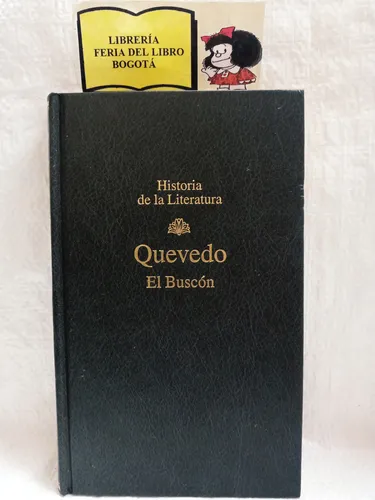 LIBRERÍA
FERIA DEL LIBRO
BOGOTÁ
Historia
de la Literatura
Quevedo
El Buscón